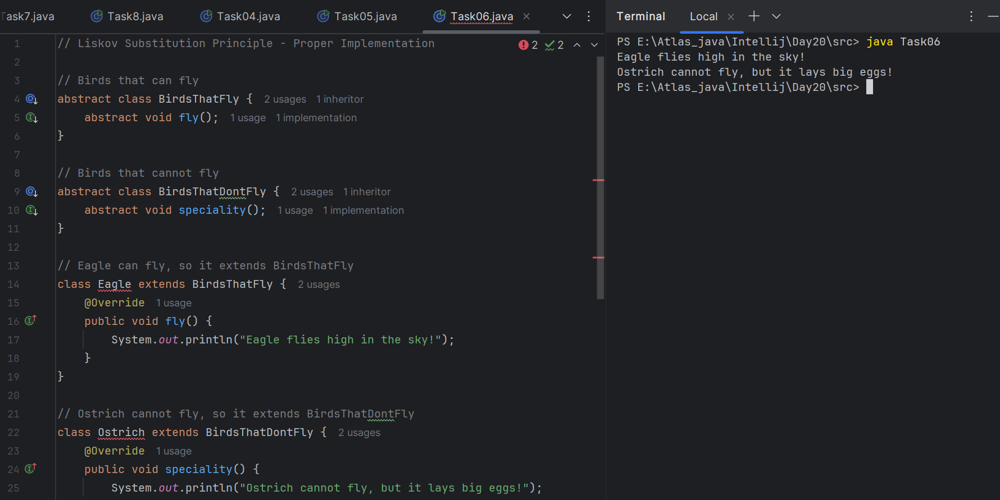 Task7.java Task8.java Task04.java Task05.java Task06.java
1 // Liskov Substitution Principle - Proper Implementation 2 2
2
3 // Birds that can fly
4 abstract class BirdsThatFly { 2 usages 1 inheritor
5 abstract void fly(); 1 usage 1 implementation
6 }
7
8 // Birds that cannot fly
9 abstract class BirdsThatDontFly { 2 usages 1 inheritor
10 abstract void speciality(); 1 usage 1 implementation
11 }
12
13 // Eagle can fly, so it extends BirdsThatFly
14 class Eagle extends BirdsThatFly { 2 usages
15 @Override 1 usage
16 public void fly() {
17 System.out.println("Eagle flies high in the sky!");
18 }
19 }
20
21 // Ostrich cannot fly, so it extends BirdsThatDontFly
22 class Ostrich extends BirdsThatDontFly { 2 usages
23 @Override 1 usage
24 public void speciality() {
25 System.out.println("Ostrich cannot fly, but it lays big eggs!");
Terminal Local
PS E:\Atlas_java\Intellij\Day20\src> java Task06
Eagle flies high in the sky!
Ostrich cannot fly, but it lays big eggs!
PS E:\Atlas_java\Intellij\Day20\src>